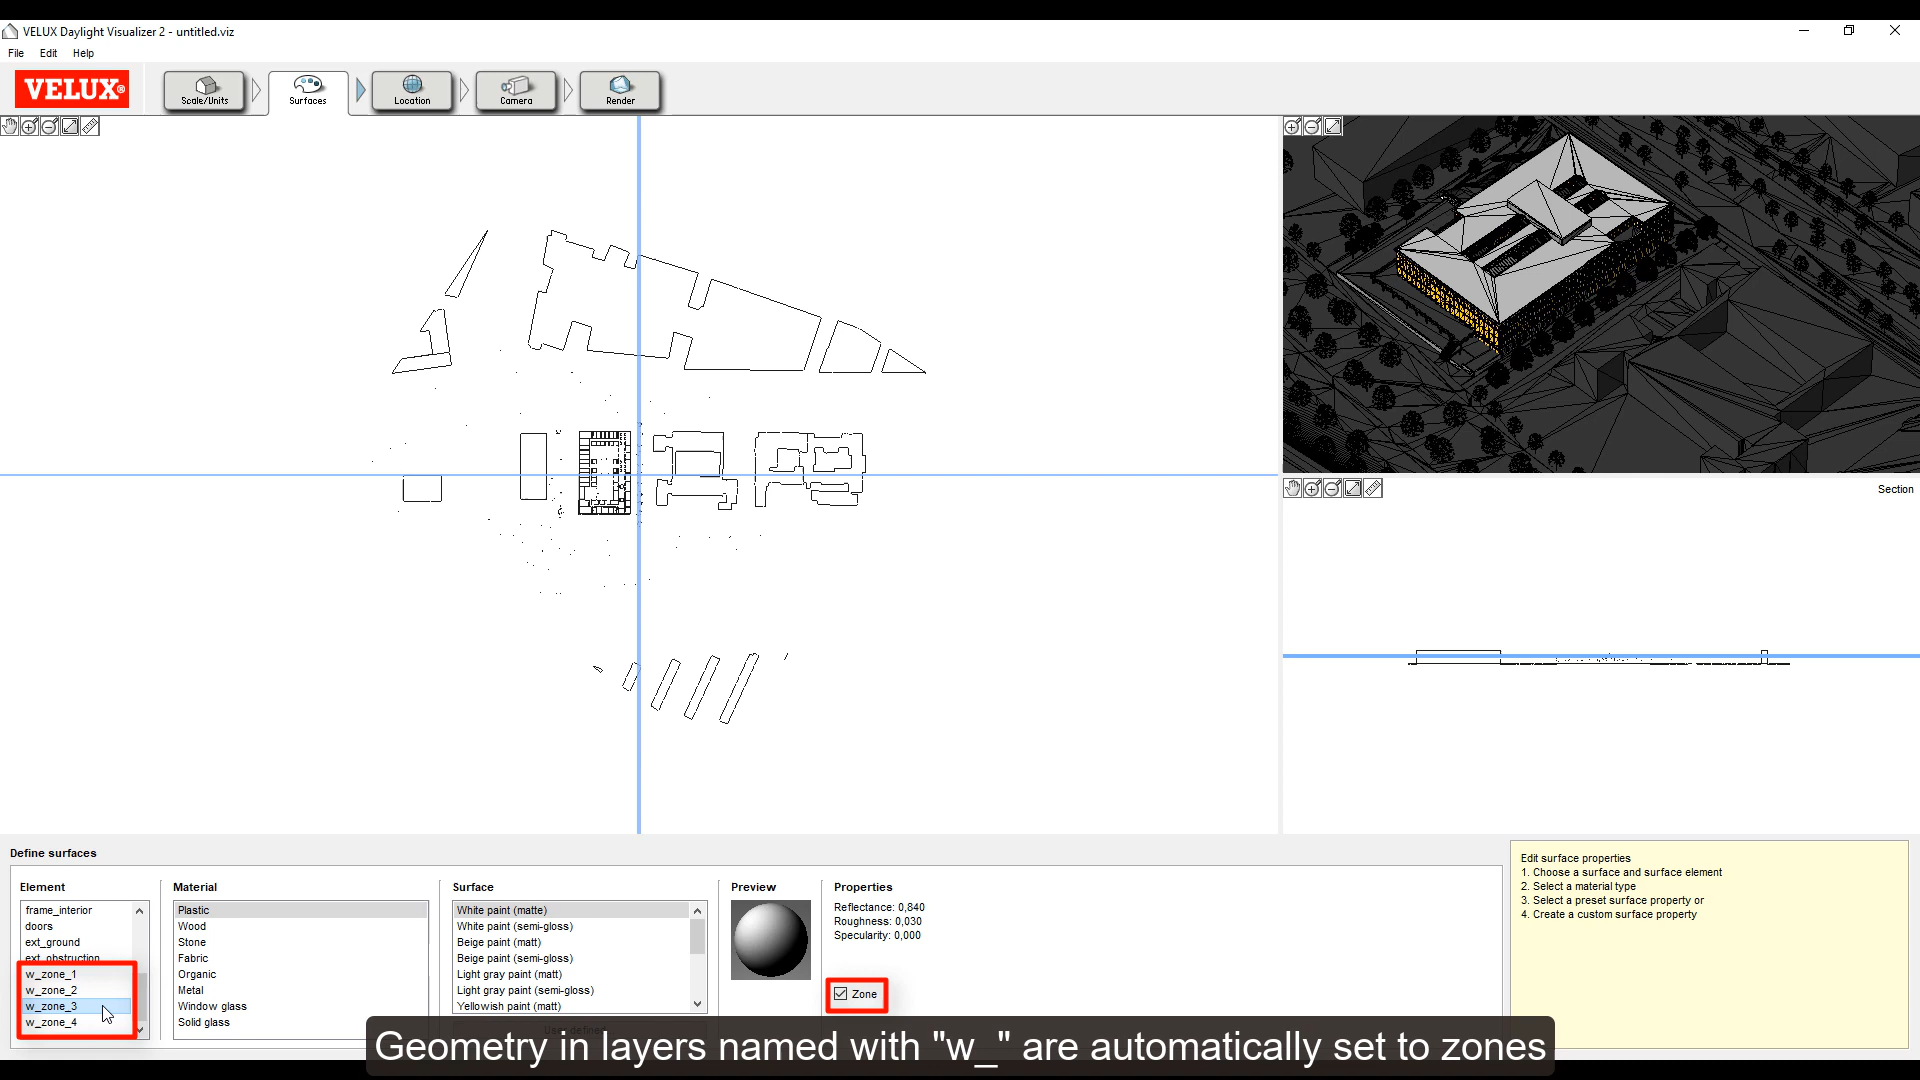 VELUX Daylight Visualizer 2 - untitled.viz
File Edit Help
VELUX®
Scale/Units
Surfaces
Location
Camera
Render
Section
Define surfaces
Element
frame_interior
doors
ext_ground
ext_obstruction
w_zone_1
w_zone_2
w_zone_3
w_zone_4
Material
Plastic
Wood
Stone
Fabric
Organic
Metal
Window glass
Solid glass
Surface
White paint (matte)
White paint (semi-gloss)
Beige paint (matt)
Beige paint (semi-gloss)
Light gray paint (matt)
Light gray paint (semi-gloss)
Yellowish paint (matt)
Preview
Properties
Reflectance: 0,840
Roughness: 0,030
Specularity: 0,000
Zone
Edit surface properties
1. Choose a surface and surface element
2. Select a material type
3. Select a preset surface property or
4. Create a custom surface property
Geometry in layers named with "w_" are automatically set to zones